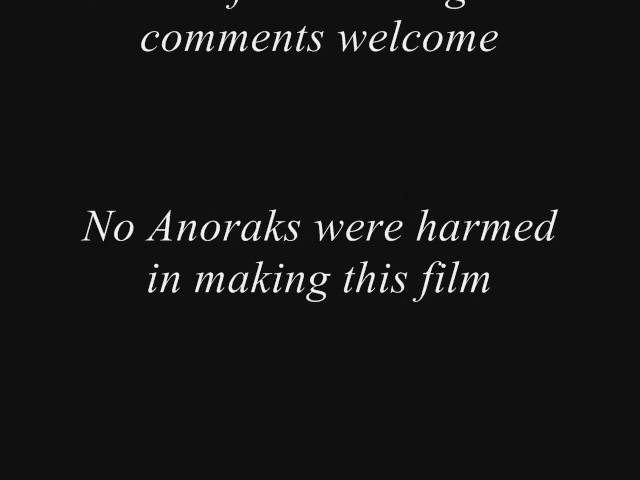 comments welcome
No Anoraks were harmed
in making this film